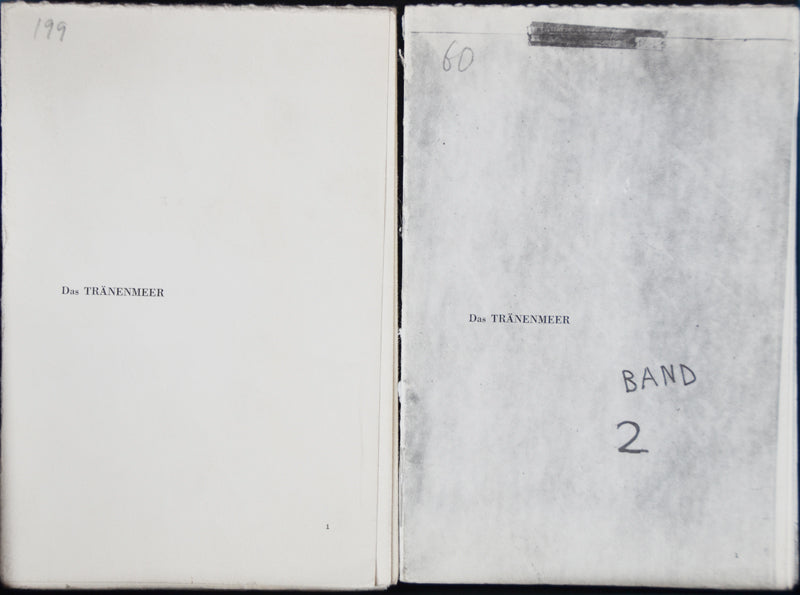 199
Das TRÄNENMEER
1
60
Das TRÄNENMEER
BAND
2